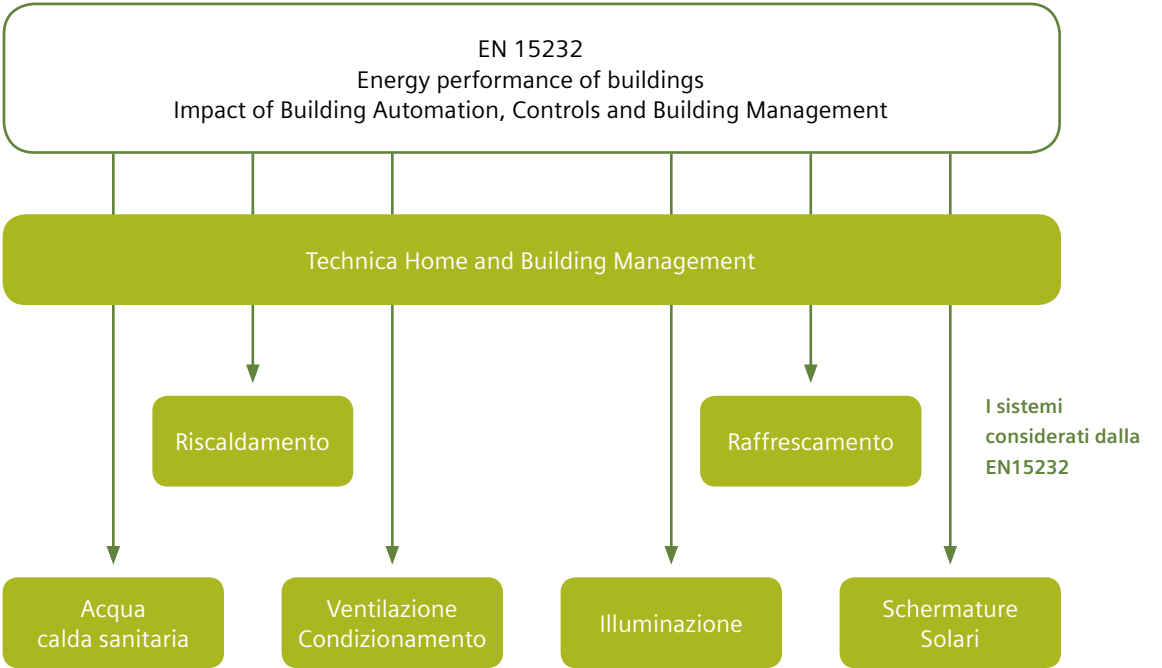 EN 15232
Energy performance of buildings
Impact of Building Automation, Controls and Building Management
Technica Home and Building Management
Riscaldamento
Raffrescamento
I sistemi
considerati dalla
EN15232
Acqua
calda sanitaria
Ventilazione
Condizionamento
Illuminazione
Schermature
Solari